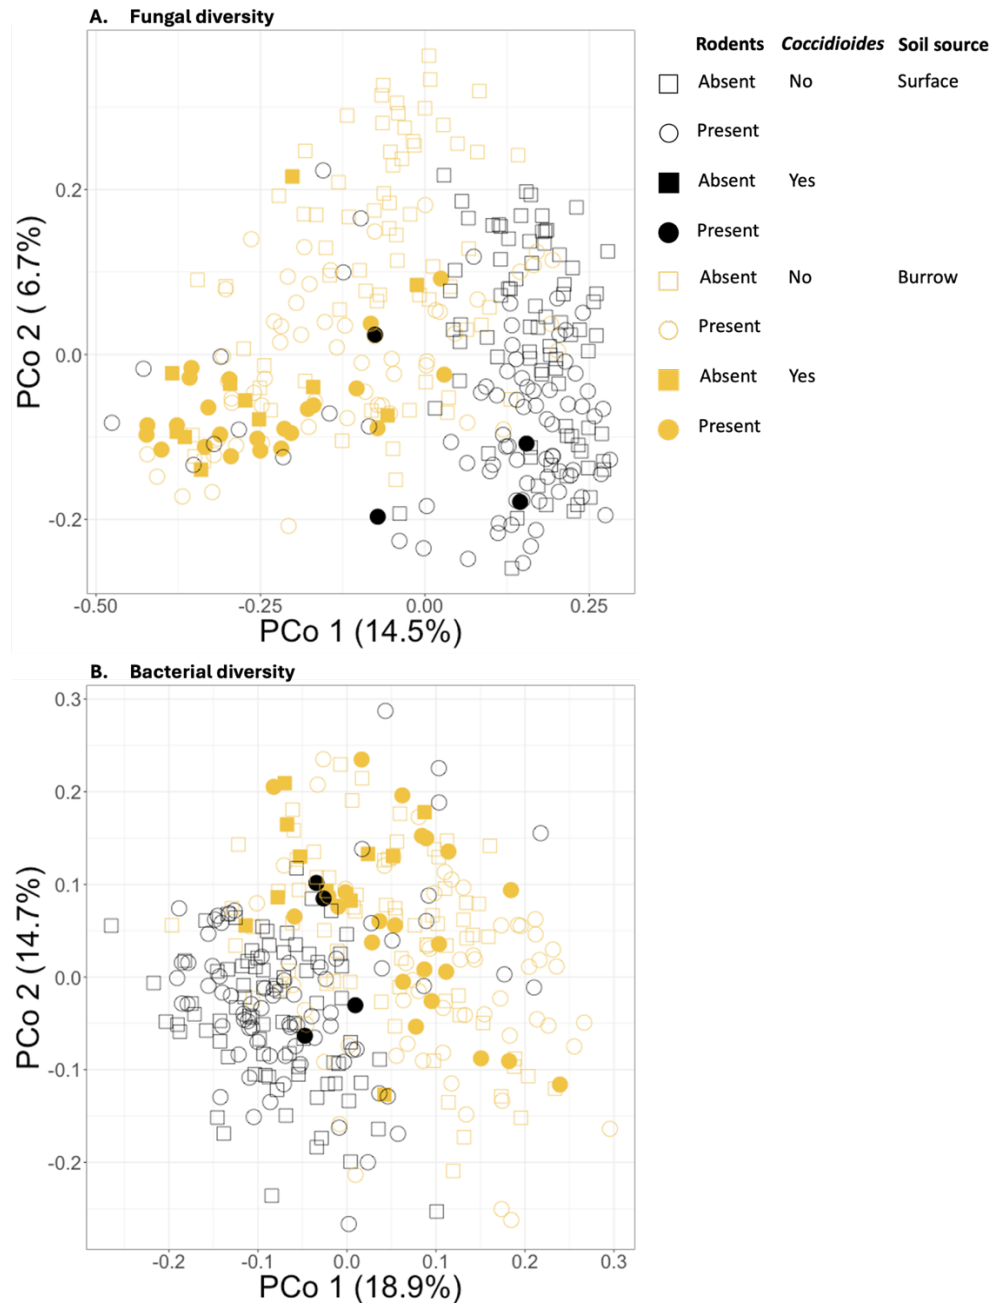 A. Fungal diversity
Rodents Coccidioides Soil source
Absent No Surface
Present
Absent Yes
Present
Absent No Burrow
Present
Absent Yes
Present
PCo 2 ( 6.7%)
0.2
0.0
-0.2
-0.50 -0.25 0.00 0.25
PCo 1 (14.5%)
B. Bacterial diversity
PCo 2 (14.7%)
0.3
0.2
0.1
0.0
-0.1
-0.2
-0.2 -0.1 0.0 0.1 0.2 0.3
PCo 1 (18.9%)